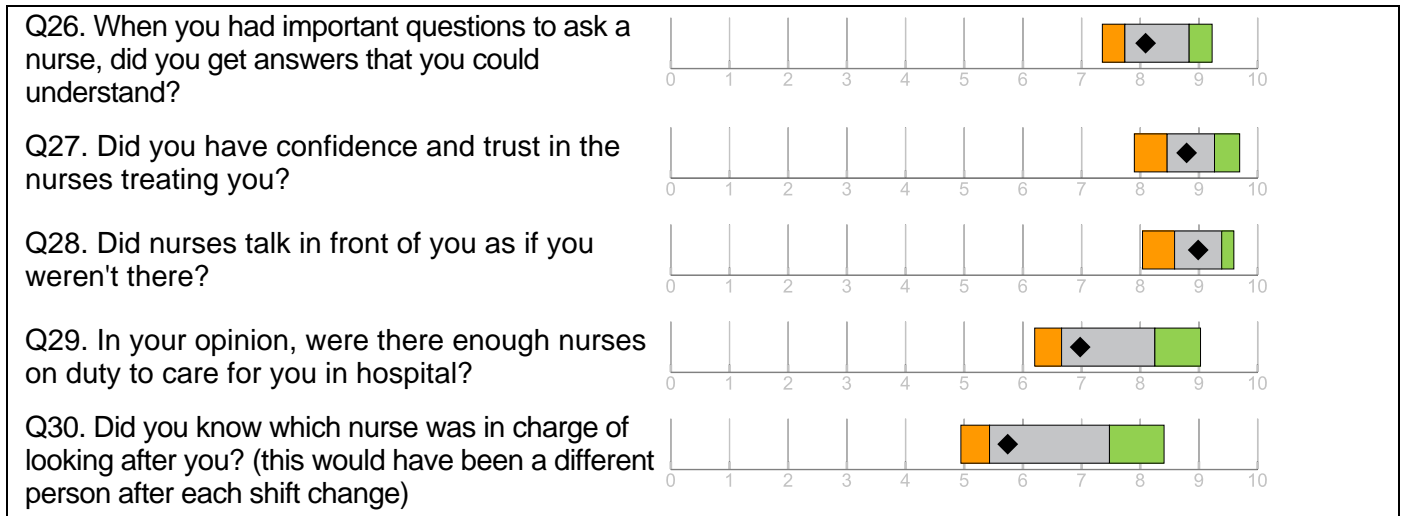 Q26. When you had important questions to ask a
nurse, did you get answers that you could
understand?
0 1 2 3 4 5 6 7 8 9 10
Q27. Did you have confidence and trust in the
nurses treating you?
0 1 2 3 4 5 6 7 8 9 10
Q28. Did nurses talk in front of you as if you
weren't there?
0 1 2 3 4 5 6 7 8 9 10
Q29. In your opinion, were there enough nurses
on duty to care for you in hospital?
0 1 2 3 4 5 6 7 8 9 10
Q30. Did you know which nurse was in charge of
looking after you? (this would have been a different
person after each shift change)
0 1 2 3 4 5 6 7 8 9 10